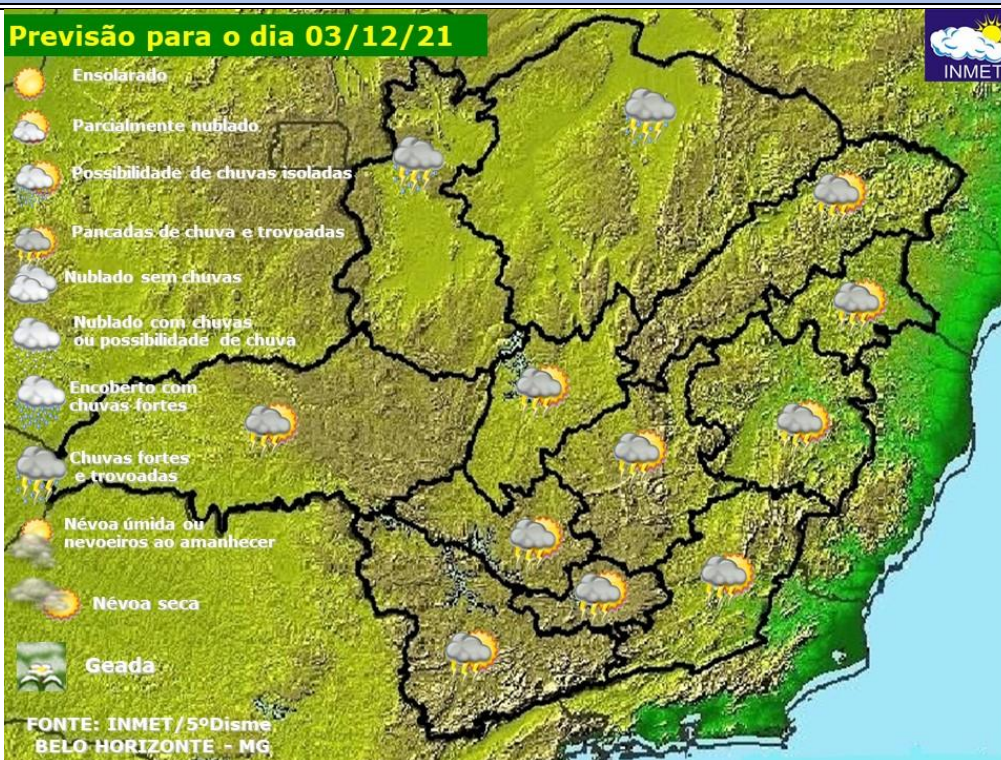 Previsão para o dia 03/12/21
INMET
Ensolarado
Parcialmente nublado
Possibilidade de chuvas isoladas
Pancadas de chuva e trovoadas
Nublado sem chuvas
Nublado com chuvas
ou possibilidade de chuva
Encoberto com
chuvas fortes
Chuvas fortes
e trovoadas
Névoa úmida ou
nevoeiros ao amanhecer
Névoa seca
Geada
FONTE: INMET/5ºDisme
BELO HORIZONTE - MG